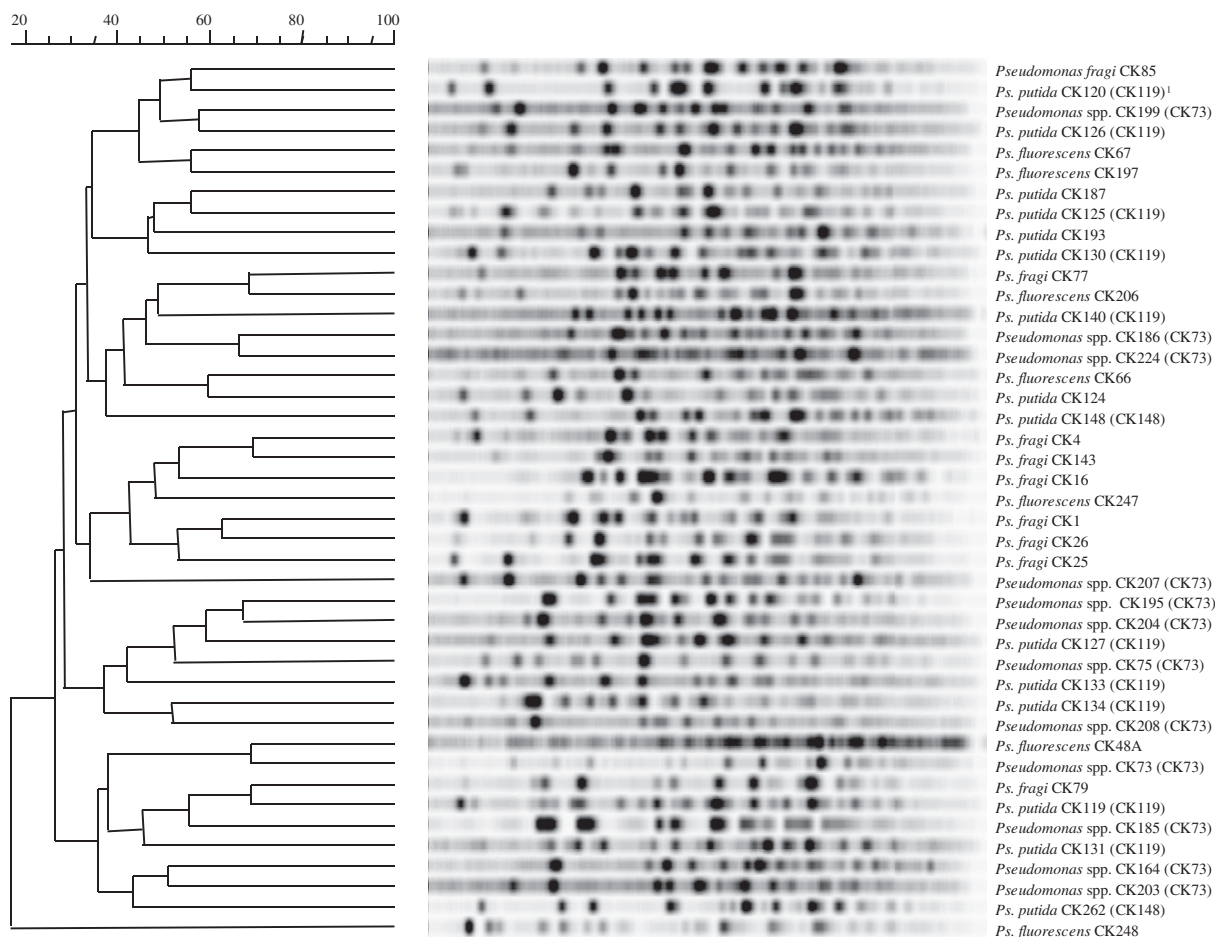 20 40 60 80 100
Pseudomonas fragi CK85
Ps. putida CK120 (CK119)¹
Pseudomonas spp. CK199 (CK73)
Ps. putida CK126 (CK119)
Ps. fluorescens CK67
Ps. fluorescens CK197
Ps. putida CK187
Ps. putida CK125 (CK119)
Ps. putida CK193
Ps. putida CK130 (CK119)
Ps. fragi CK77
Ps. fluorescens CK206
Ps. putida CK140 (CK119)
Pseudomonas spp. CK186 (CK73)
Pseudomonas spp. CK224 (CK73)
Ps. fluorescens CK66
Ps. putida CK124
Ps. putida CK148 (CK148)
Ps. fragi CK4
Ps. fragi CK143
Ps. fragi CK16
Ps. fluorescens CK247
Ps. fragi CK1
Ps. fragi CK26
Ps. fragi CK25
Pseudomonas spp. CK207 (CK73)
Pseudomonas spp. CK195 (CK73)
Pseudomonas spp. CK204 (CK73)
Ps. putida CK127 (CK119)
Pseudomonas spp. CK75 (CK73)
Ps. putida CK133 (CK119)
Ps. putida CK134 (CK119)
Pseudomonas spp. CK208 (CK73)
Ps. fluorescens CK48A
Pseudomonas spp. CK73 (CK73)
Ps. fragi CK79
Ps. putida CK119 (CK119)
Pseudomonas spp. CK185 (CK73)
Ps. putida CK131 (CK119)
Pseudomonas spp. CK164 (CK73)
Pseudomonas spp. CK203 (CK73)
Ps. putida CK262 (CK148)
Ps. fluorescens CK248